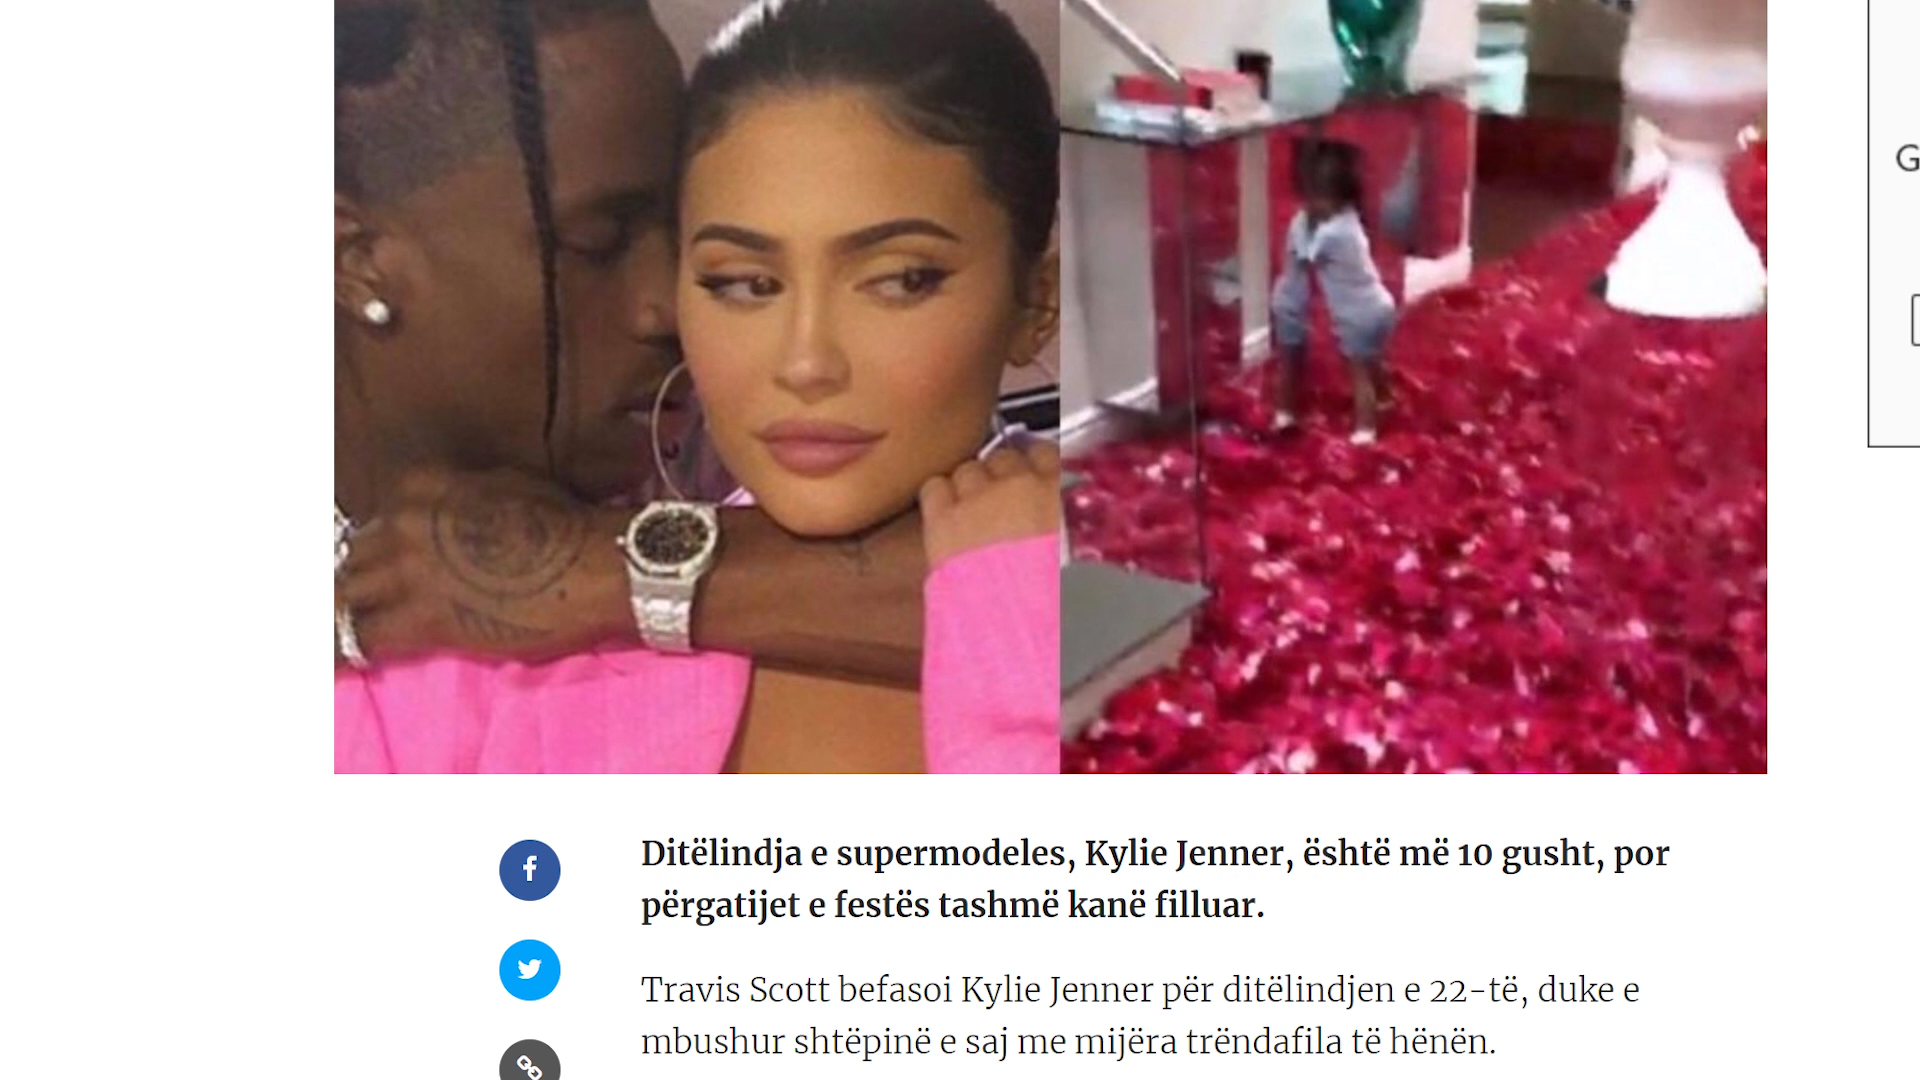 G
Ditëlindja e supermodeles, Kylie Jenner, është më 10 gusht, por
përgatijet e festës tashmë kanë filluar.
Travis Scott befasoi Kylie Jenner për ditëlindjen e 22-të, duke e
mbushur shtëpinë e saj me mijëra trëndafila të hënën.